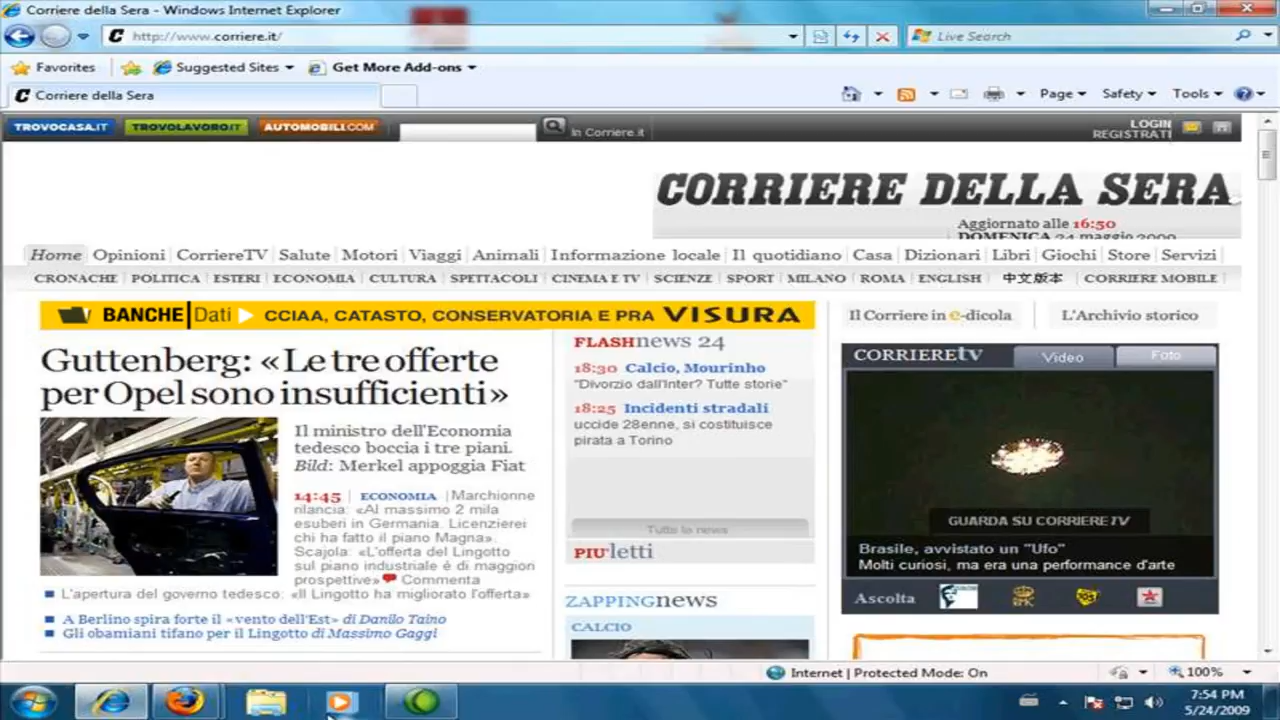 Corriere della Sera - Windows Internet Explorer
http://www.corriere.it/
Live Search
Favorites Suggested Sites Get More Add-ons
Corriere della Sera
Page Safety Tools
TROVOCASA.IT TROVOLAVORO.IT AUTOMOBILI.COM
In Corriere.it
LOGIN
REGISTRATI
CORRIERE DELLA SERA
Aggiornato alle 16:50
DOMENICA 24 maggio 2009
Home Opinioni CorriereTV Salute Motori Viaggi Animali Informazione locale Il quotidiano Casa Dizionari Libri Giochi Store Servizi
CRONACHE POLITICA ESTERI ECONOMIA CULTURA SPETTACOLI CINEMA E TV SCIENZE SPORT MILANO ROMA ENGLISH 中文版本 CORRIERE MOBILE
BANCHE Dati CCIAA, CATASTO, CONSERVATORIA E PRA VISURA
Il Corriere in e-dicola L'Archivio storico
Guttenberg: «Le tre offerte
per Opel sono insufficienti»
Il ministro dell'Economia
tedesco boccia i tre piani.
Bild: Merkel appoggia Fiat
14:45 | ECONOMIA | Marchionne
rilancia: «Al massimo 2 mila
esuberi in Germania. Licenzierei
chi ha fatto il piano Magna».
Scajola: «L'offerta del Lingotto
sul piano industriale é di maggiori
prospettive» Commenta
L'apertura del governo tedesco: «Il Lingotto ha migliorato l'offerta»
A Berlino spira forte il «vento dell'Est» di Danilo Taino
Gli obamiani tifano per il Lingotto di Massimo Gaggi
FLASHnews 24
18:30 Calcio, Mourinho
"Divorzio dall'Inter? Tutte storie"
18:25 Incidenti stradali
uccide 28enne, si costituisce
pirata a Torino
Tutte le news
PIU'letti
ZAPPINGNEWS
CALCIO
CORRIEREtv Video Foto
GUARDA SU CORRIERE TV
Brasile, avvistato un "Ufo"
Molti curiosi, ma era una performance d'arte
Ascolta
Internet | Protected Mode: On
100%
7:54 PM
5/24/2009